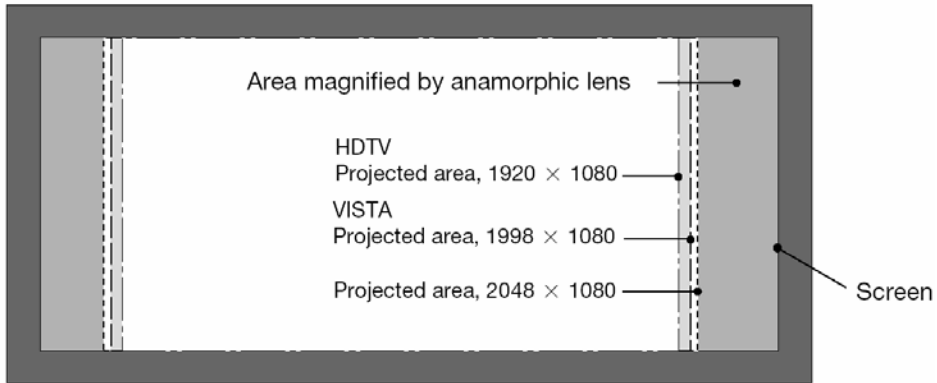 Area magnified by anamorphic lens
HDTV
Projected area, 1920 × 1080
VISTA
Projected area, 1998 × 1080
Projected area, 2048 × 1080
Screen